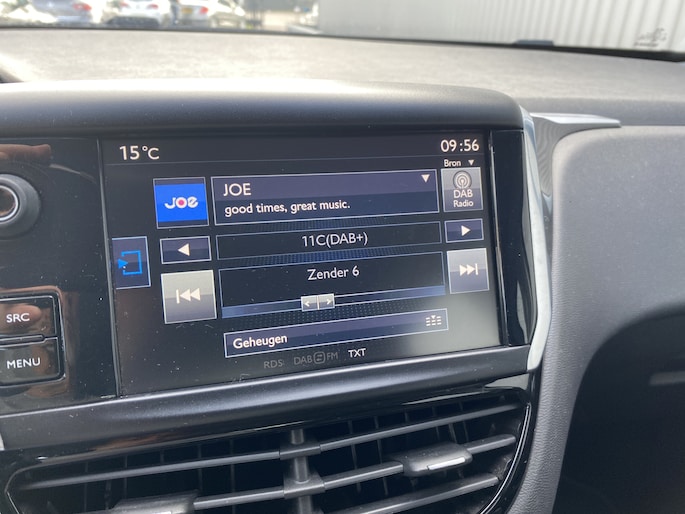 15°C
09:56
Bron
JOE
JOE
DAB
Radio
good times, great music.
11C(DAB+)
Zender 6
SRC
Geheugen
MENU
RDS DAB FM TXT